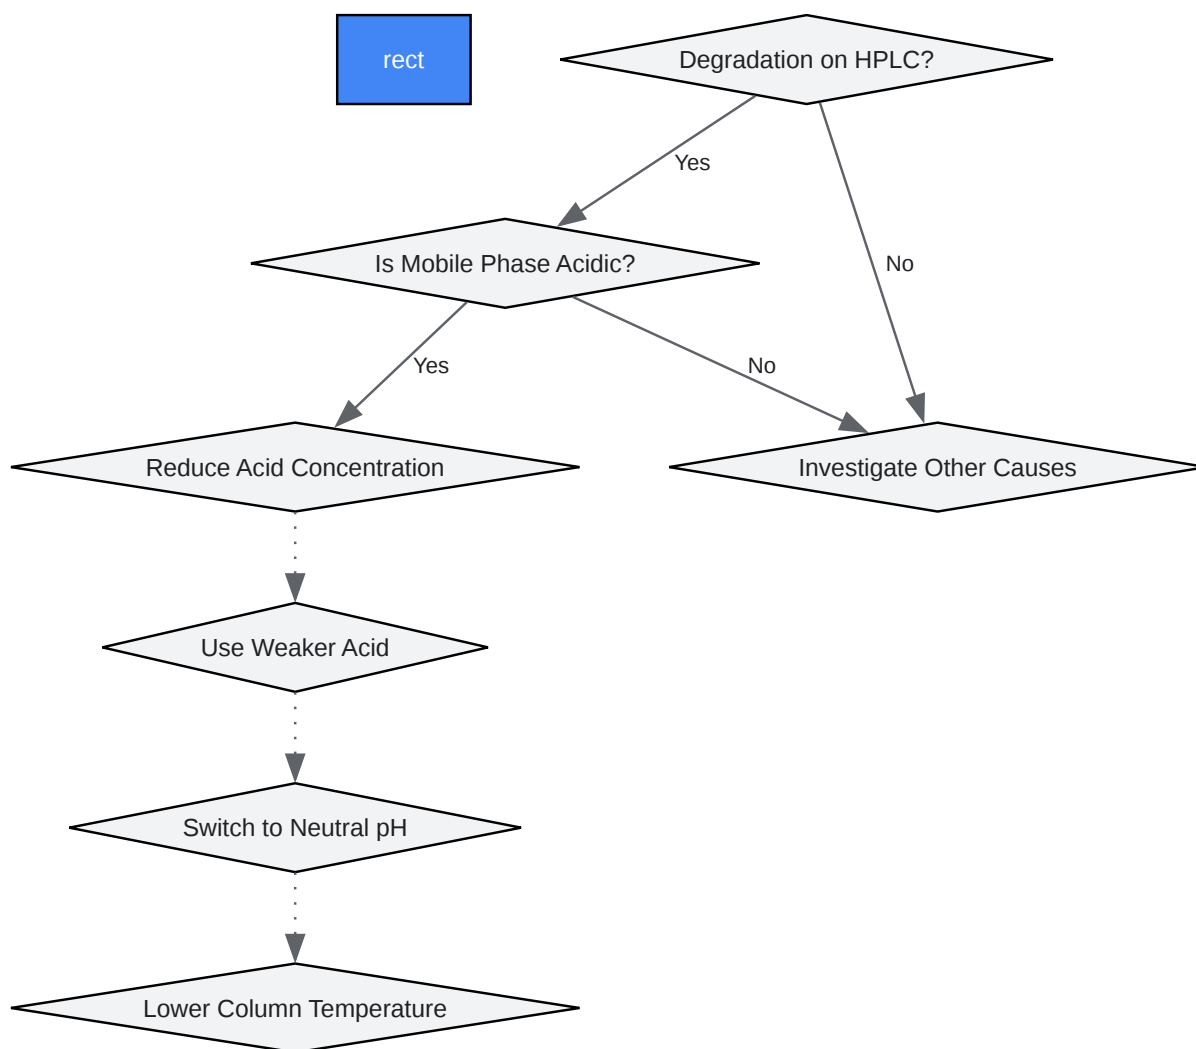 rect
Degradation on HPLC?
Yes
Is Mobile Phase Acidic?
No
Yes
No
Reduce Acid Concentration
Investigate Other Causes
Use Weaker Acid
Switch to Neutral pH
Lower Column Temperature